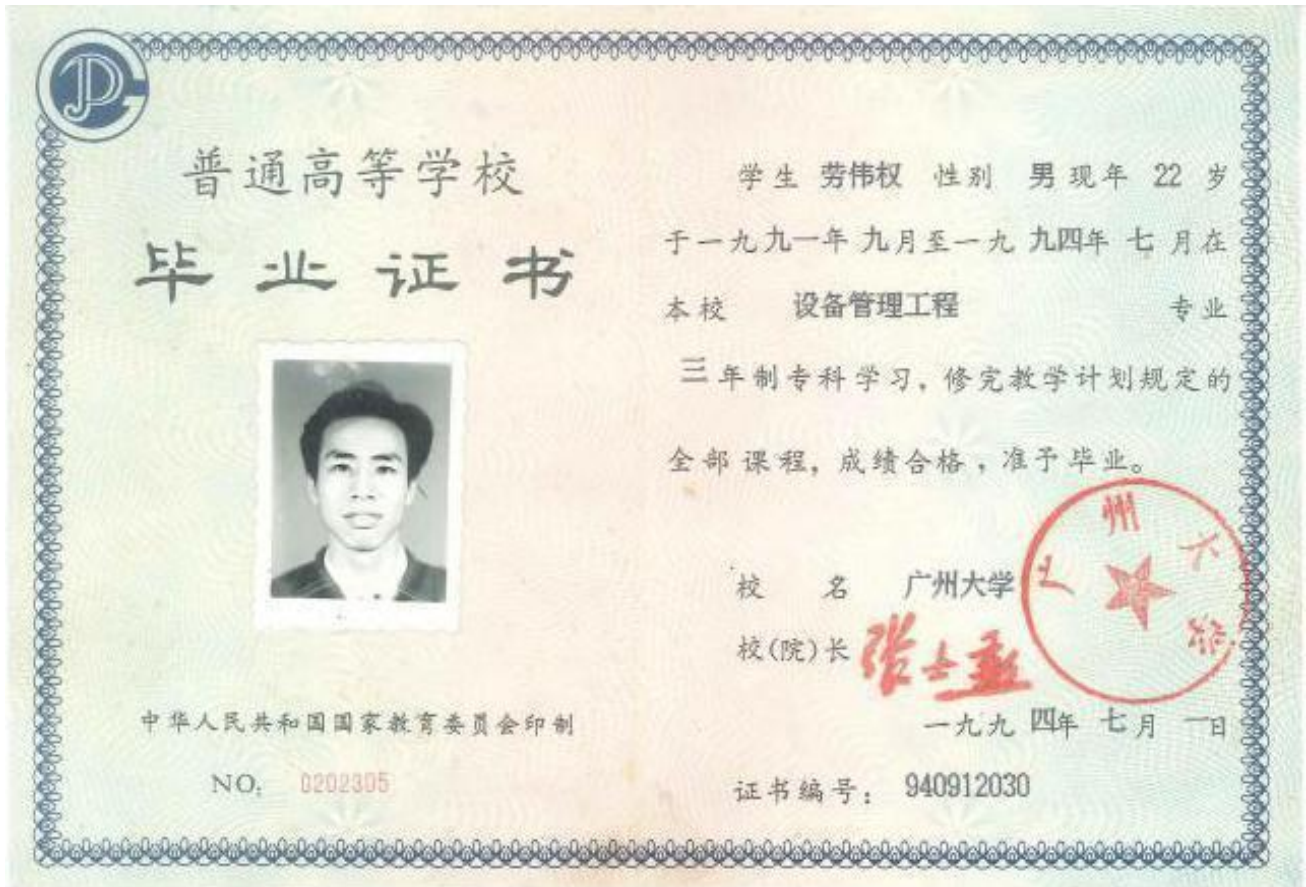 普通高等学校
毕业证书
中华人民共和国国家教育委员会印制
NO: 0202305
学生 劳伟权 性别 男 现年 22 岁
于一九九一年九月至一九九四年七月在
本校 设备管理工程 专业
三年制专科学习,修完教学计划规定的
全部课程,成绩合格,准予毕业。
校 名 广州大学
校(院)长
广州大学
一九九四年七月一日
证书编号: 940912030